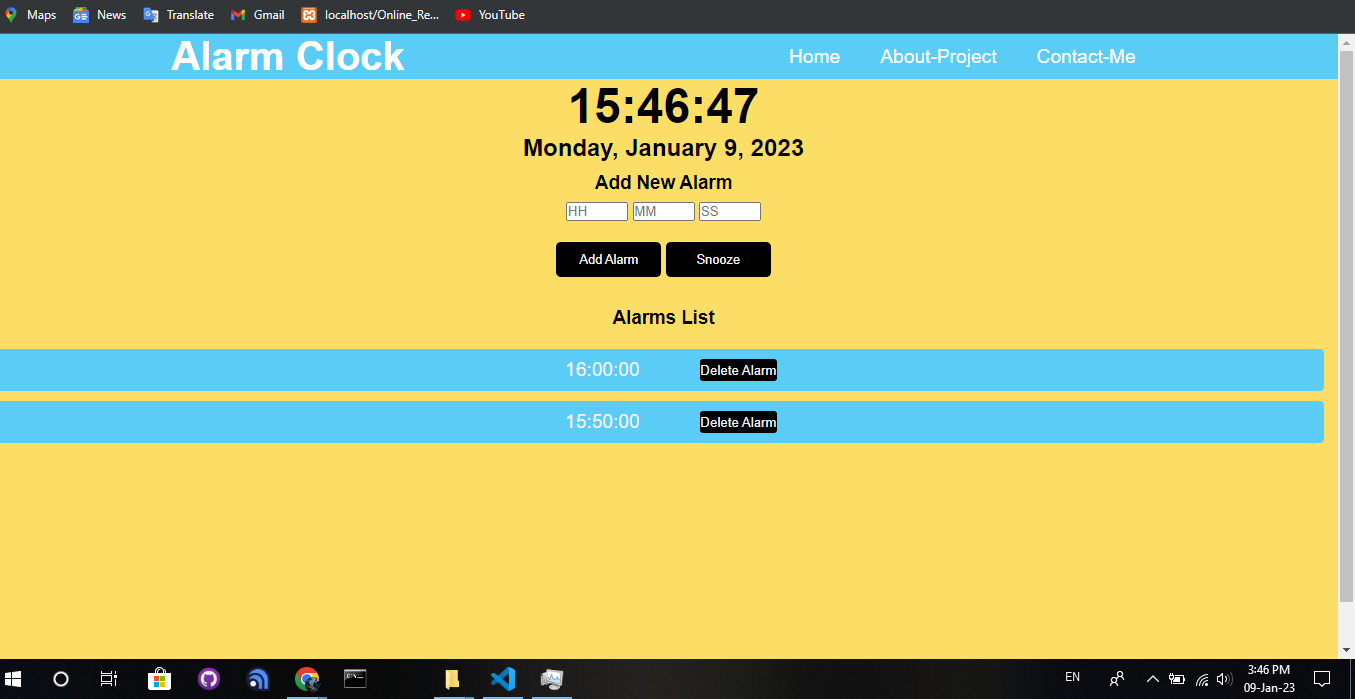 Maps News Translate Gmail localhost/Online_Re... YouTube
Alarm Clock Home About-Project Contact-Me
15:46:47
Monday, January 9, 2023
Add New Alarm
HH MM SS
Add Alarm Snooze
Alarms List
16:00:00 Delete Alarm
15:50:00 Delete Alarm
EN 3:46 PM
09-Jan-23